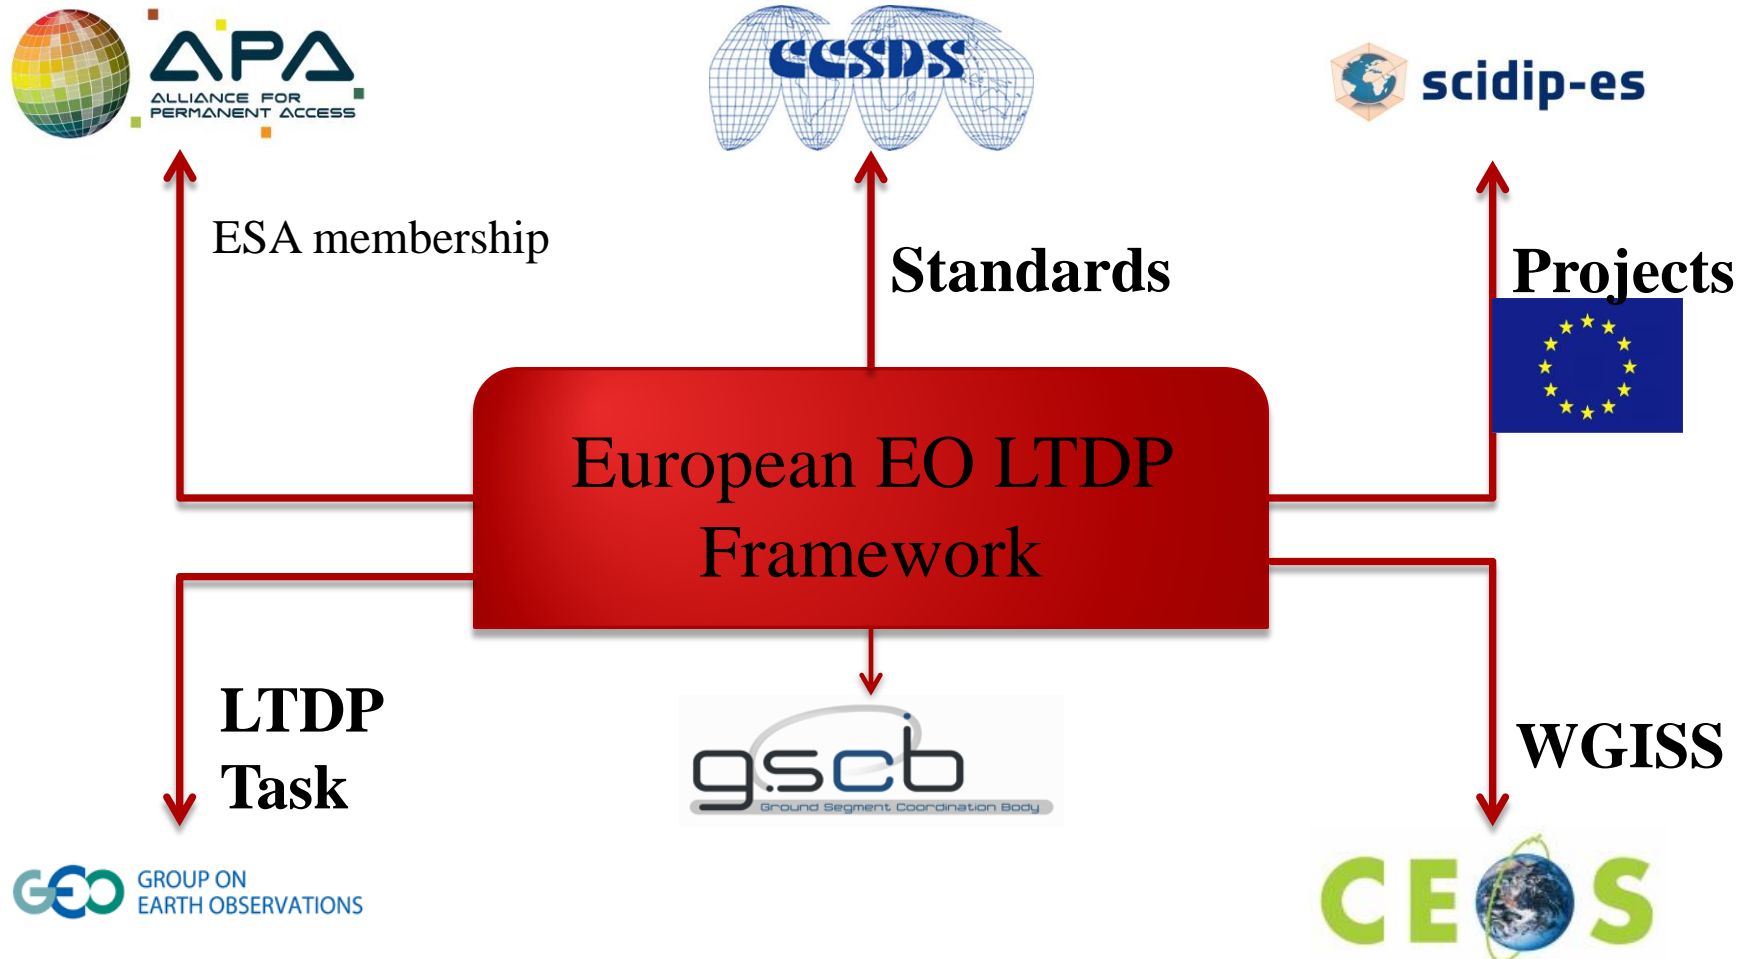 APA
ALLIANCE FOR
PERMANENT ACCESS
CCSDS
scidip-es
ESA membership
Standards
Projects
European EO LTDP
Framework
LTDP
Task
gscb
Ground Segment Coordination Body
WGISS
GEO
GROUP ON
EARTH OBSERVATIONS
CEOS